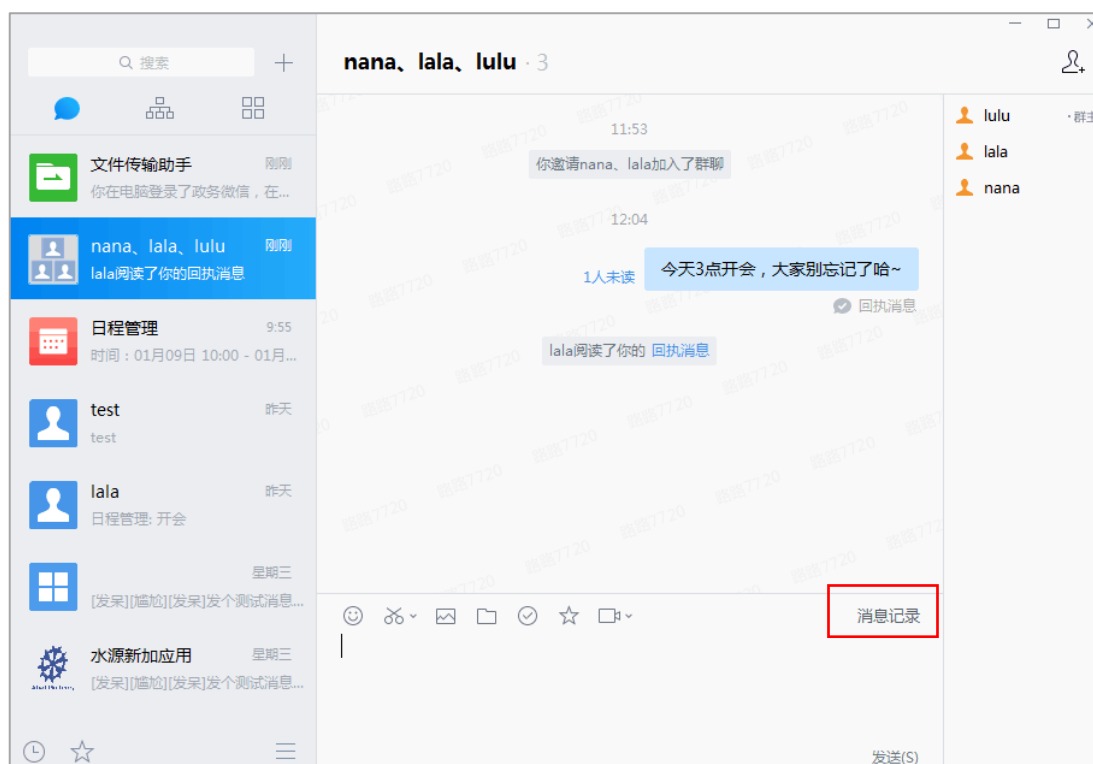 搜索
文件传输助手 刚刚
你在电脑登录了政务微信，在...
nana、lala、lulu 刚刚
lala阅读了你的回执消息
日程管理 9:55
时间：01月09日 10:00 - 01月...
test 昨天
test
lala 昨天
日程管理: 开会
星期三
[发呆][尴尬][发呆]发个测试消息...
水源新加应用 星期三
[发呆][尴尬][发呆]发个测试消息...
nana、lala、lulu · 3
11:53
你邀请nana、lala加入了群聊
12:04
1人未读 今天3点开会，大家别忘记了哈~
回执消息
lala阅读了你的 回执消息
消息记录
发送(S)
lulu ·群主
lala
nana